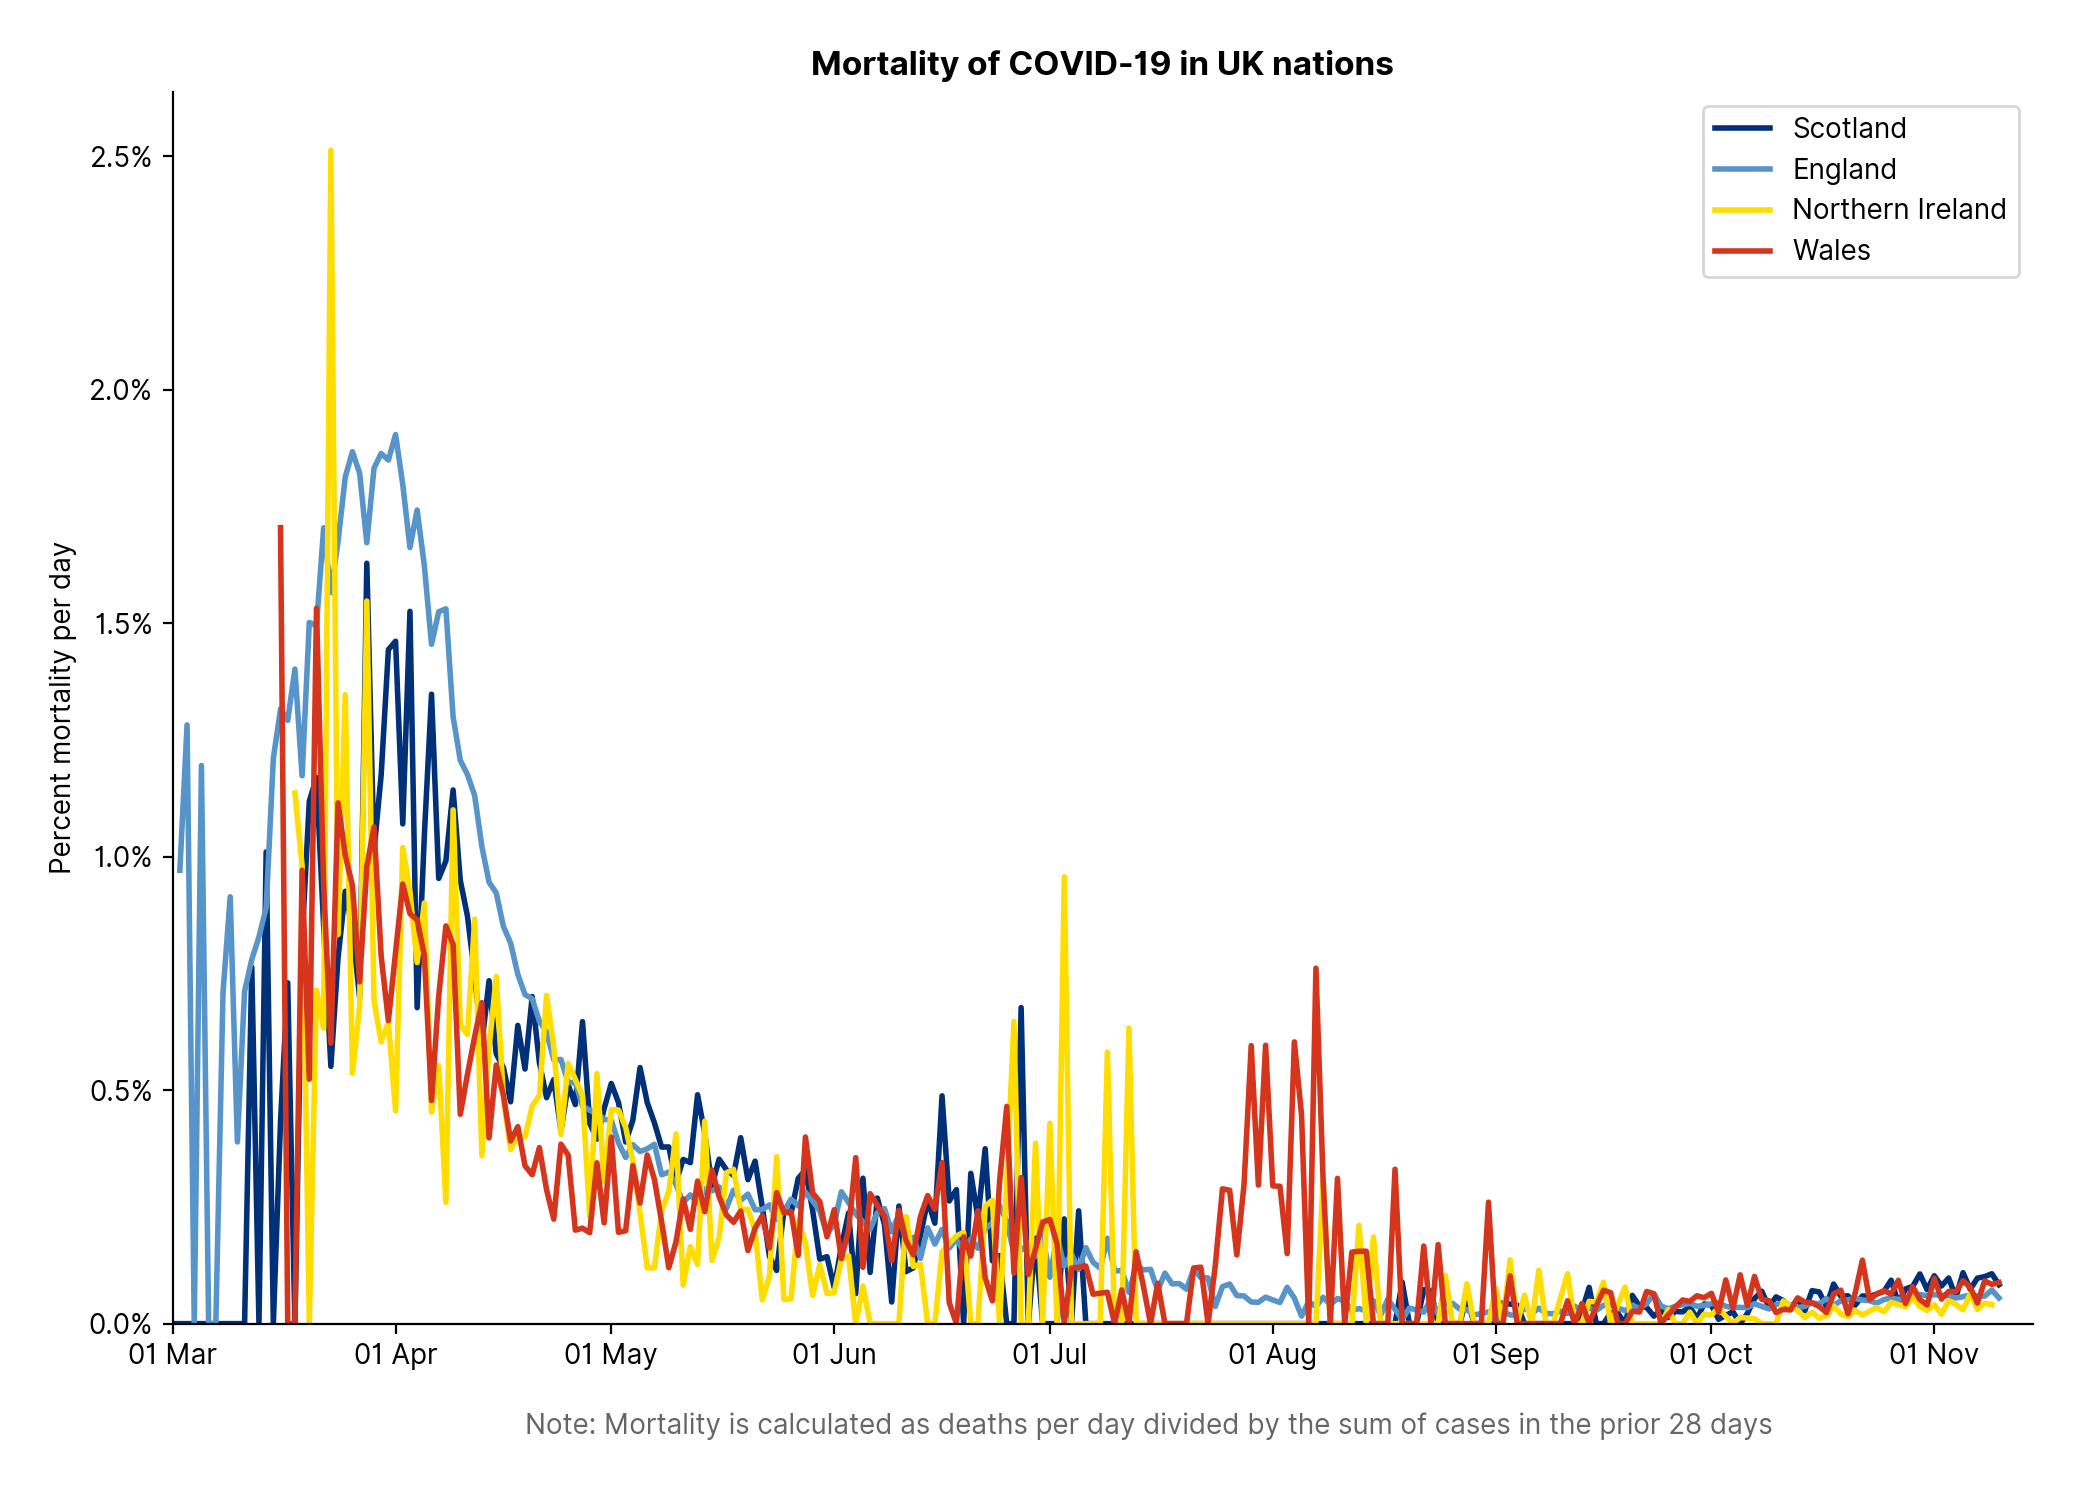 Mortality of COVID-19 in UK nations
Scotland
England
Northern Ireland
Wales
Percent mortality per day
2.5%
2.0%
1.5%
1.0%
0.5%
0.0%
01 Mar
01 Apr
01 May
01 Jun
01 Jul
01 Aug
01 Sep
01 Oct
01 Nov
Note: Mortality is calculated as deaths per day divided by the sum of cases in the prior 28 days